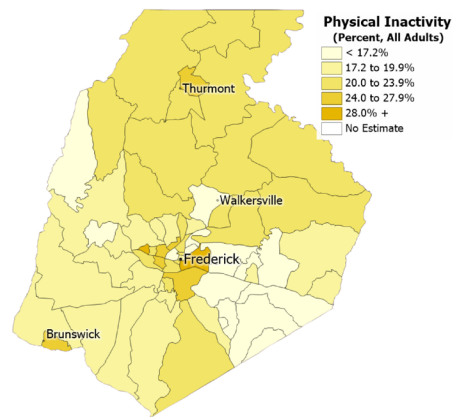 Physical Inactivity
(Percent, All Adults)
< 17.2%
17.2 to 19.9%
20.0 to 23.9%
24.0 to 27.9%
28.0% +
No Estimate
Thurmont
Walkersville
Frederick
Brunswick